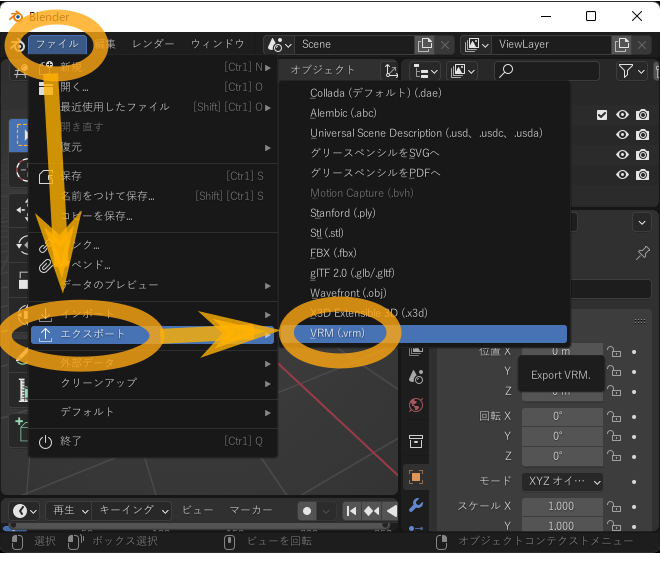 Blender
ファイル 編集 レンダー ウィンドウ Scene ViewLayer
新規 [Ctrl] N
オブジェクト
開く... [Ctrl] O
最近使用したファイル [Shift] [Ctrl] O
開き直す
復元
保存 [Ctrl] S
名前をつけて保存... [Shift] [Ctrl] S
コピーを保存...
リンク...
アペンド...
データのプレビュー
インポート
エクスポート
外部データ
クリーンアップ
デフォルト
終了 [Ctrl] Q
Collada (デフォルト) (.dae)
Alembic (.abc)
Universal Scene Description (.usd、.usdc、.usda)
グリースペンシルをSVGへ
グリースペンシルをPDFへ
Motion Capture (.bvh)
Stanford (.ply)
Stl (.stl)
FBX (.fbx)
glTF 2.0 (.glb/.gltf)
Wavefront (.obj)
X3D Extensible 3D (.x3d)
VRM (.vrm)
Export VRM.
位置 X 0 m
Y
Z 0 m
回転 X 0°
Y 0°
Z 0°
モード XYZ オイ…
スケール X 1.000
Y 1.000
再生 キーイング ビュー マーカー
選択 ボックス選択 ビューを回転 オブジェクトコンテクストメニュー